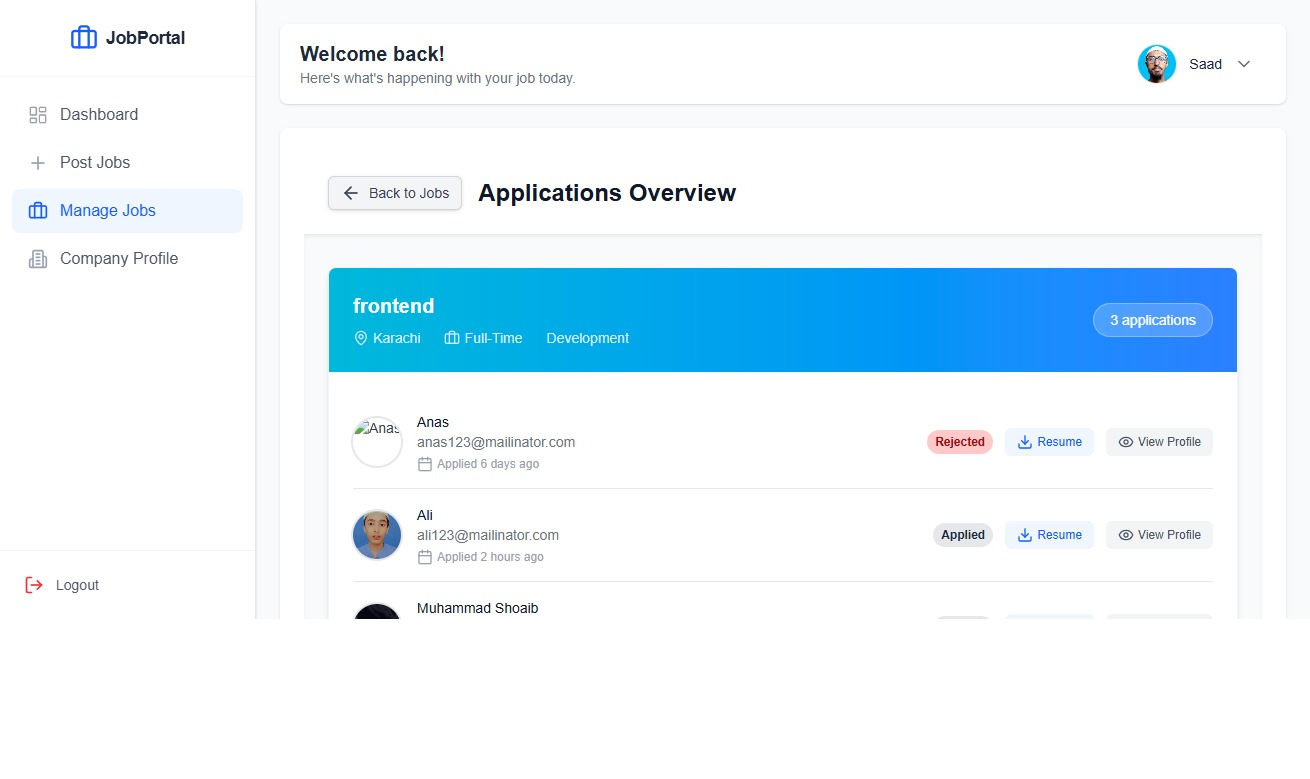 JobPortal
Dashboard
Post Jobs
Manage Jobs
Company Profile
Logout
Welcome back!
Here's what's happening with your job today.
Saad
Back to Jobs
Applications Overview
frontend
Karachi Full-Time Development
3 applications
Anas
Anas
anas123@mailinator.com
Applied 6 days ago
Rejected
Resume
View Profile
Ali
ali123@mailinator.com
Applied 2 hours ago
Applied
Resume
View Profile
Muhammad Shoaib